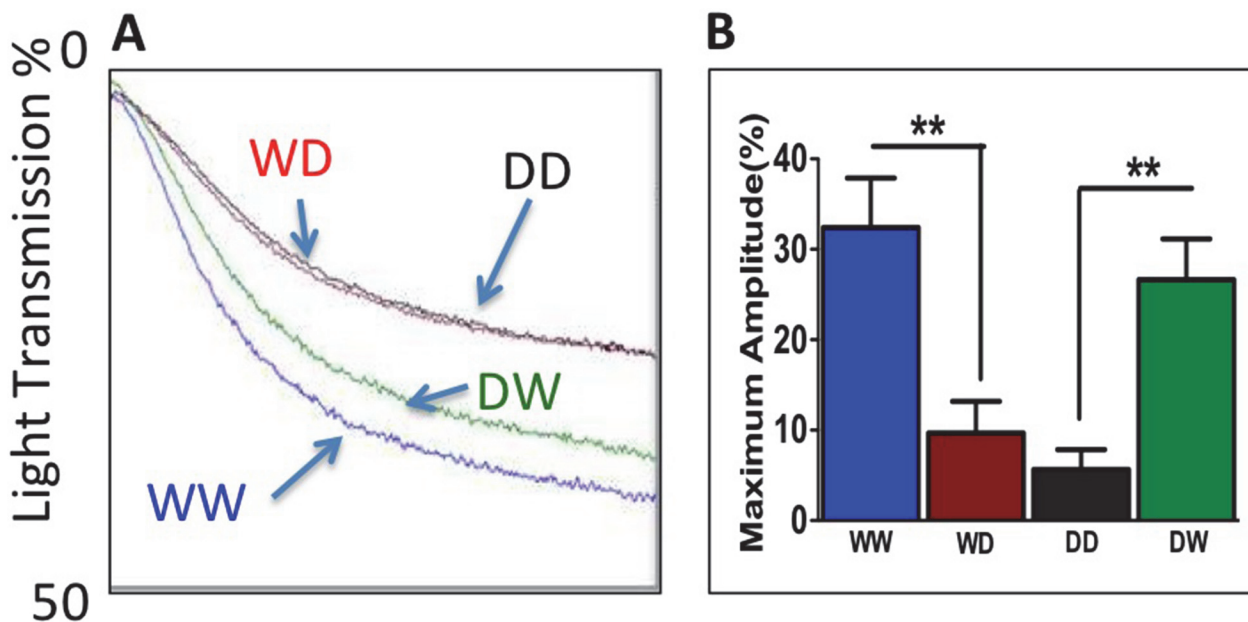 A
Light Transmission %
0
50
WD
DD
DW
WW
B
Maximum Amplitude(%)
40
30
20
10
0
**
**
WW
WD
DD
DW